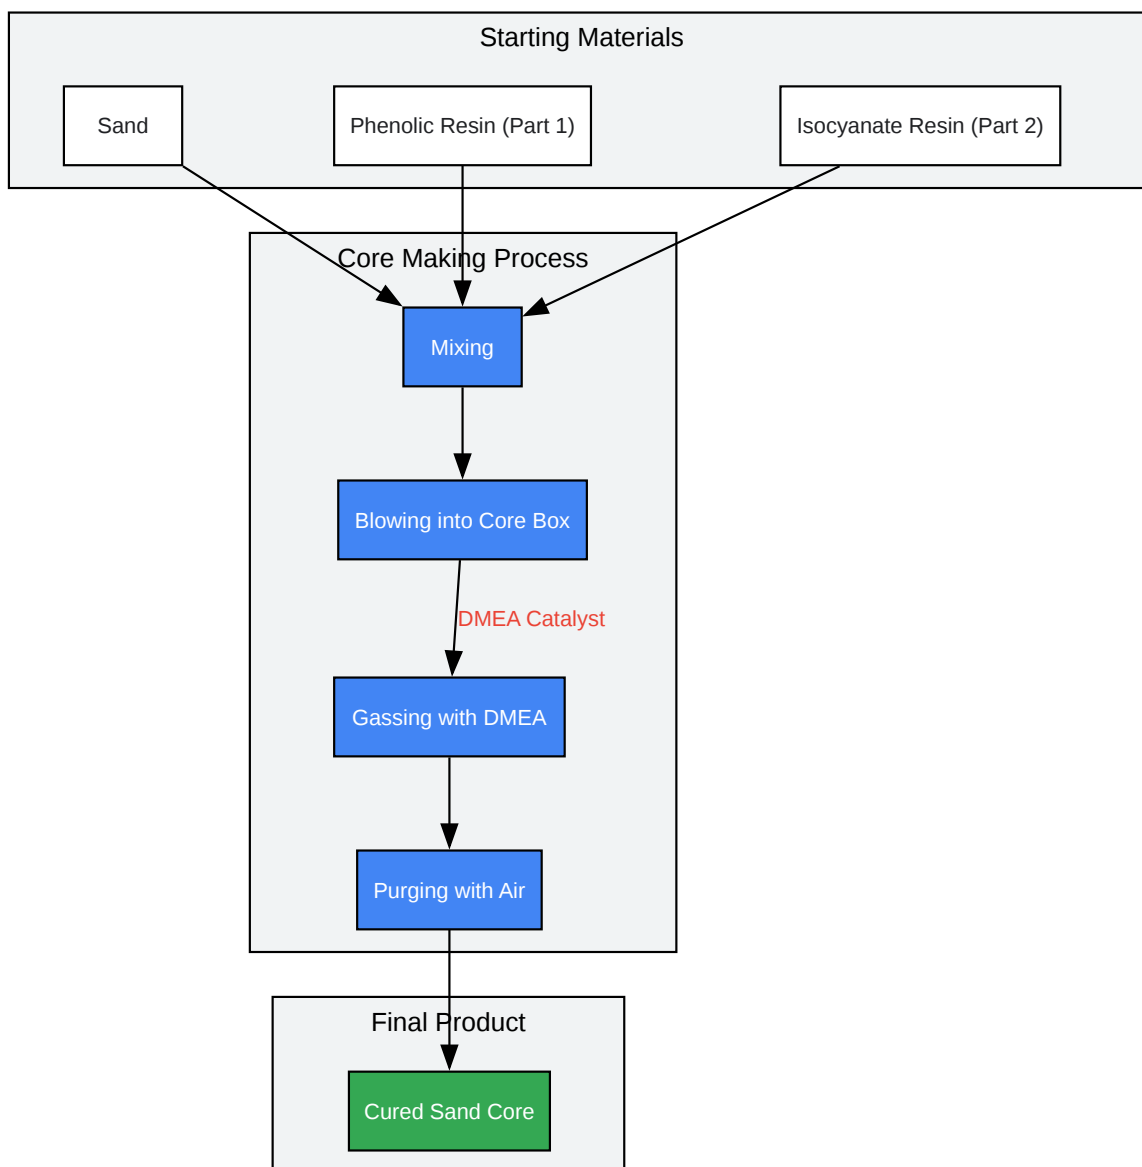 Starting Materials
Sand
Phenolic Resin (Part 1)
Isocyanate Resin (Part 2)
Core Making Process
Mixing
Blowing into Core Box
DMEA Catalyst
Gassing with DMEA
Purging with Air
Final Product
Cured Sand Core